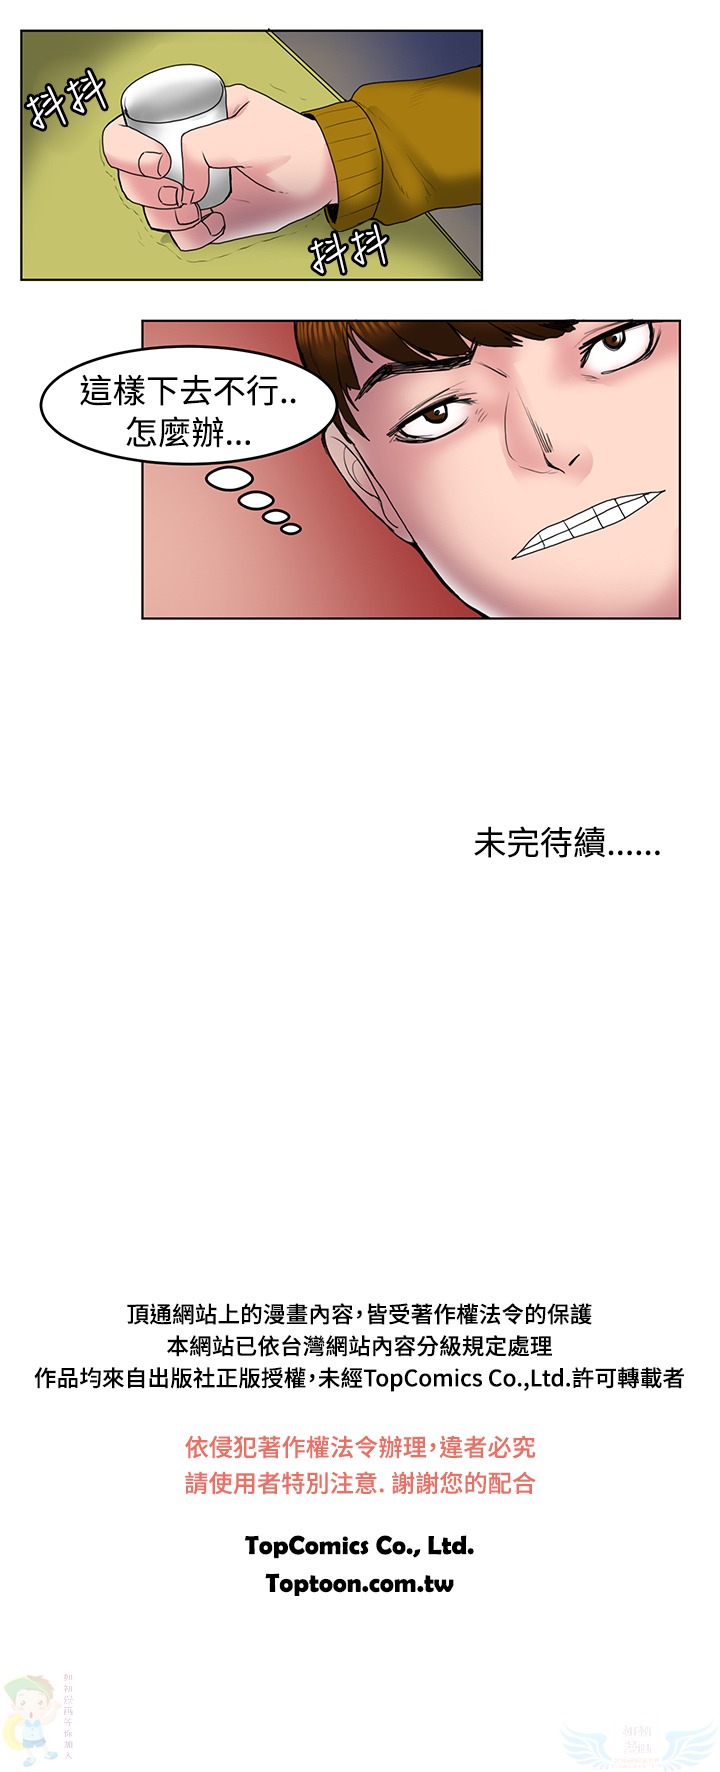 抖抖
抖抖
這樣下去不行..
怎麼辦...
未完待續......
頂通網站上的漫畫內容，皆受著作權法令的保護
本網站已依台灣網站內容分級規定處理
作品均來自出版社正版授權，未經TopComics Co.,Ltd.許可轉載者
依侵犯著作權法令辦理，違者必究
請使用者特別注意. 謝謝您的配合
TopComics Co., Ltd.
Toptoon.com.tw